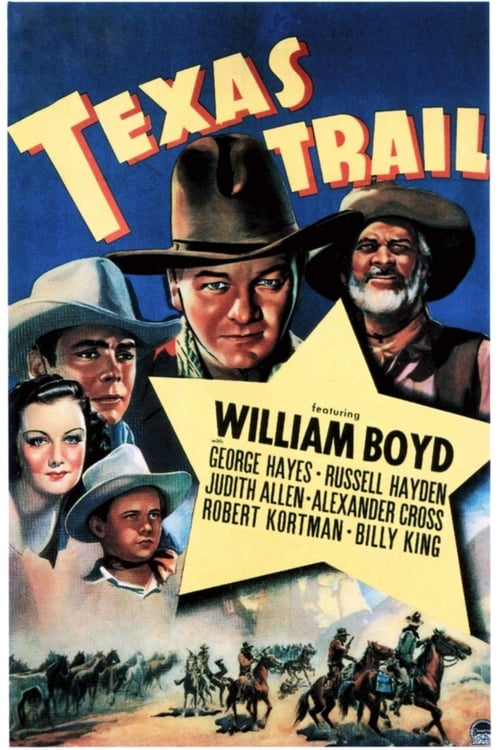 TEXAS
TRAIL
featuring
WILLIAM BOYD
with
GEORGE HAYES · RUSSELL HAYDEN
JUDITH ALLEN · ALEXANDER CROSS
ROBERT KORTMAN · BILLY KING